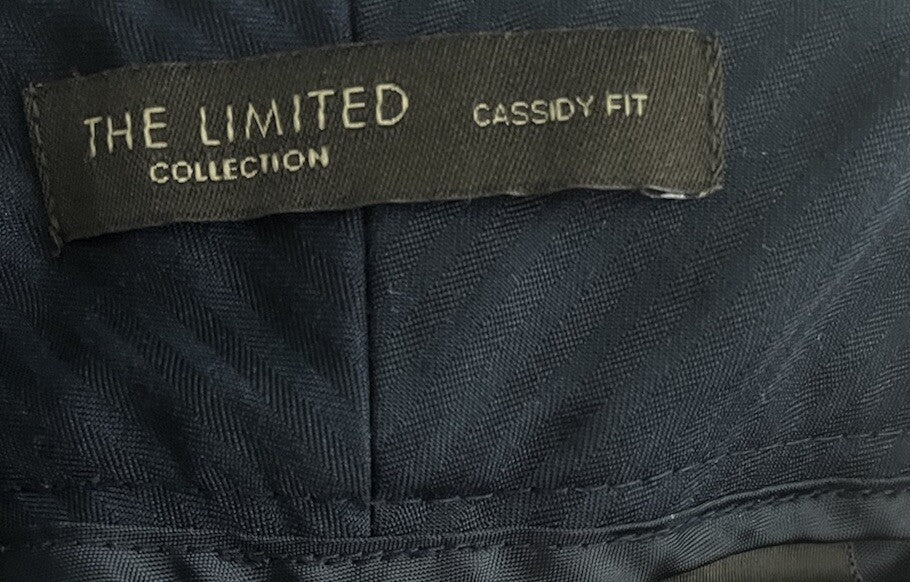 THE LIMITED
COLLECTION
CASSIDY FIT